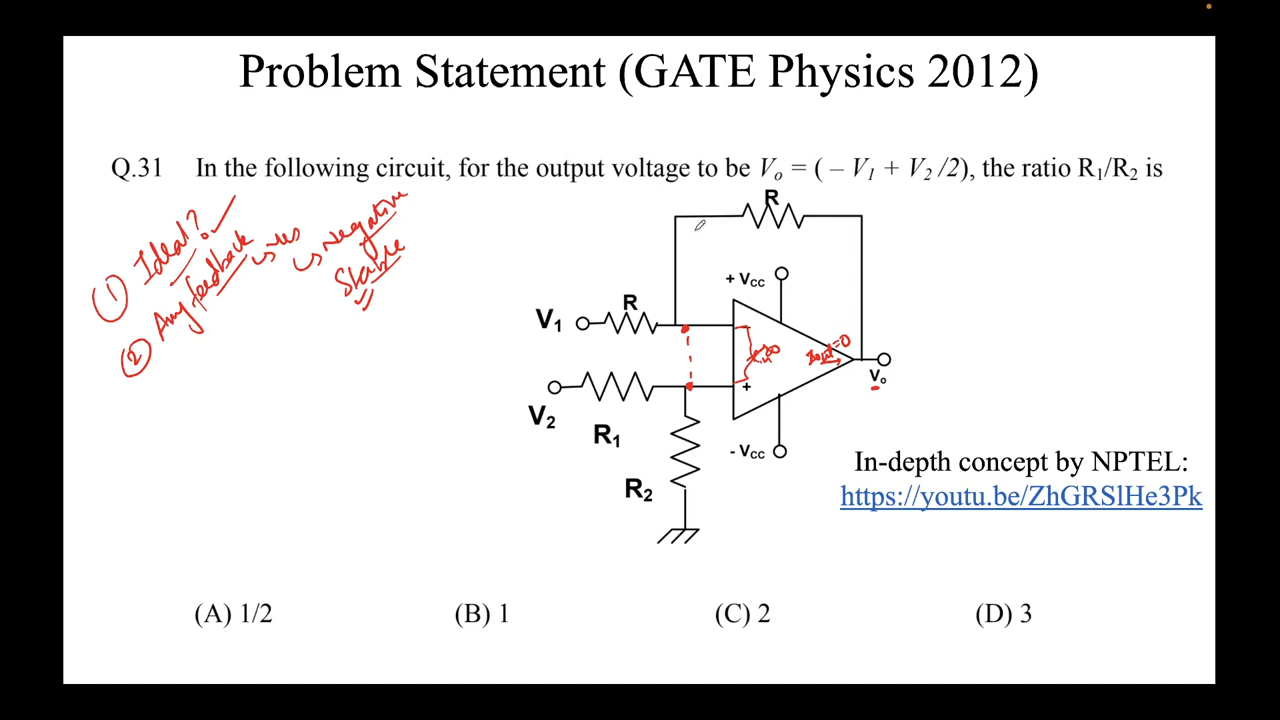 Problem Statement (GATE Physics 2012)
Q.31 In the following circuit, for the output voltage to be Vₒ = ( – V₁ + V₂ /2), the ratio R₁/R₂ is
① Ideal? ✓
② Any feedback ↳ yes ↳ Negative
Stable
R
+ Vcc
R
V₁
+
Vₒ
V₂
R₁
- Vcc
R₂
In-depth concept by NPTEL:
https://youtu.be/ZhGRSlHe3Pk
(A) 1/2 (B) 1 (C) 2 (D) 3